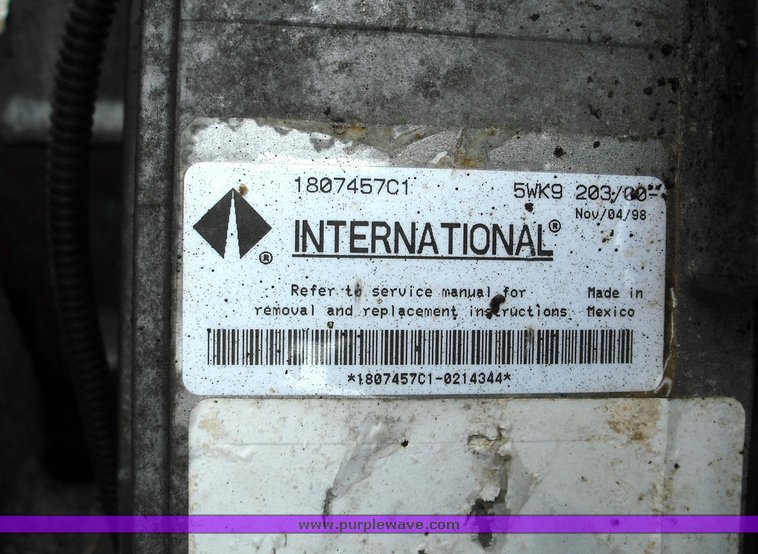 1807457C1 5WK9 203/00-
Nov/04/98
INTERNATIONAL®
®
Refer to service manual for Made in
removal and replacement instructions. Mexico
*1807457C1-0214344*
www.purplewave.com